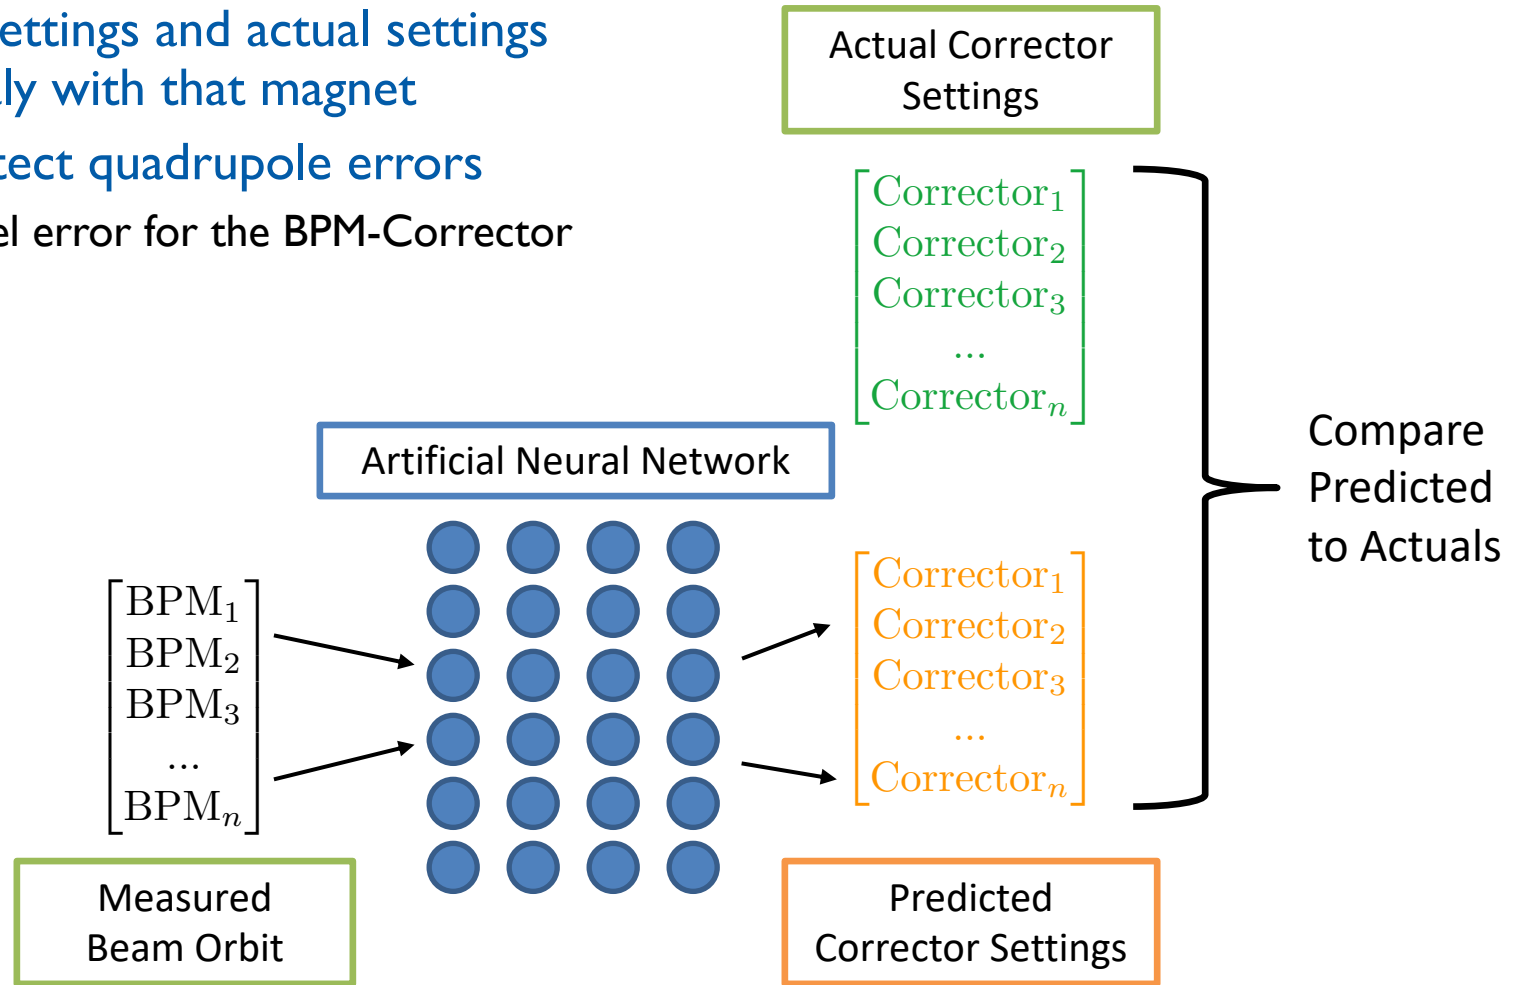 ettings and actual settings
ly with that magnet
tect quadrupole errors
el error for the BPM-Corrector
Actual Corrector
Settings
Corrector₁
Corrector₂
Corrector₃
...
Correctorₙ
Compare
Predicted
to Actuals
Artificial Neural Network
BPM₁
BPM₂
BPM₃
...
BPMₙ
Corrector₁
Corrector₂
Corrector₃
...
Correctorₙ
Measured
Beam Orbit
Predicted
Corrector Settings